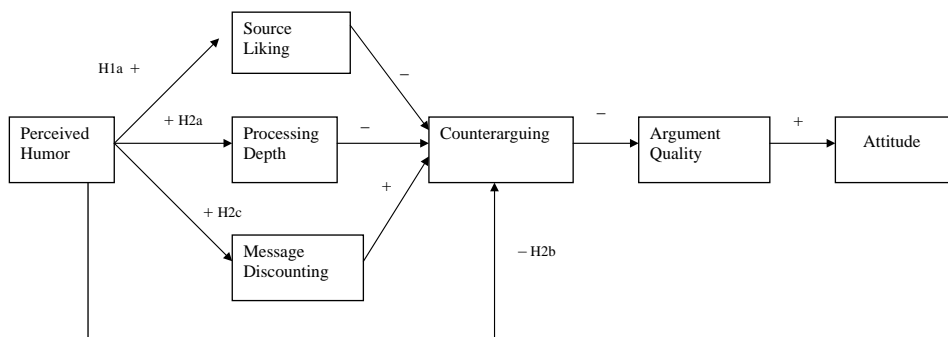 Source
Liking
H1a +
−
Perceived
Humor
+ H2a
Processing
Depth
−
Counterarguing
−
Argument
Quality
+
Attitude
+ H2c
+
Message
Discounting
− H2b